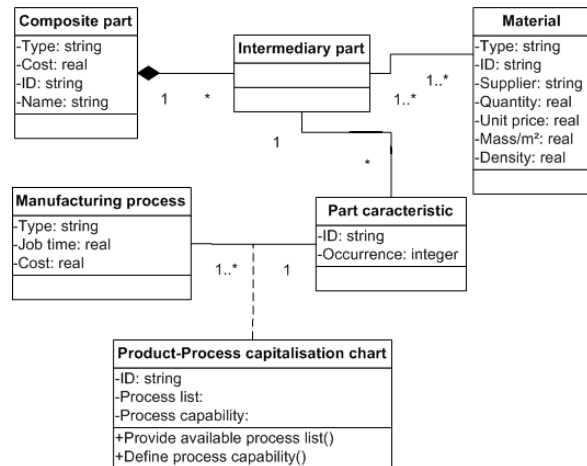 Composite part
-Type: string
-Cost: real
-ID: string
-Name: string
1
*
Intermediary part
1..*
1..*
Material
-Type: string
-ID: string
-Supplier: string
-Quantity: real
-Unit price: real
-Mass/m²: real
-Density: real
1
*
Manufacturing process
-Type: string
-Job time: real
-Cost: real
1..*
1
Part caracteristic
-ID: string
-Occurrence: integer
Product-Process capitalisation chart
-ID: string
-Process list:
-Process capability:
+Provide available process list()
+Define process capability()